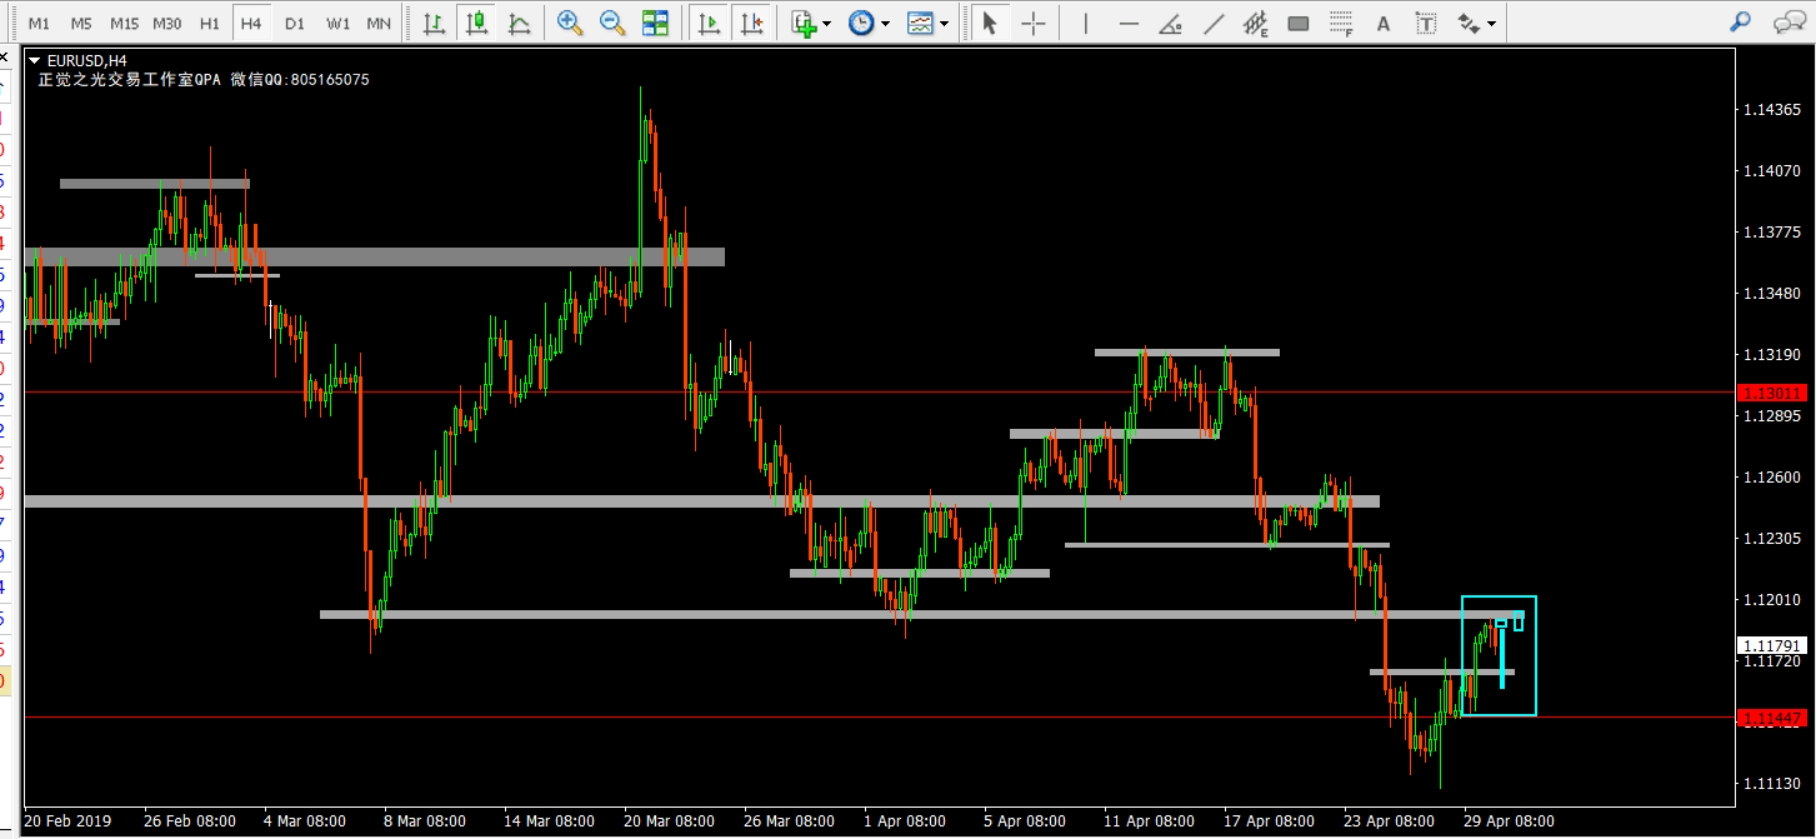 M1 M5 M15 M30 H1 H4 D1 W1 MN
E F A T
EURUSD,H4
正觉之光交易工作室QPA 微信QQ:805165075
1.14365
1.14070
1.13775
1.13480
1.13190
1.13011
1.12895
1.12600
1.12305
1.12010
1.11791
1.11720
1.11447
1.11130
20 Feb 2019 26 Feb 08:00 4 Mar 08:00 8 Mar 08:00 14 Mar 08:00 20 Mar 08:00 26 Mar 08:00 1 Apr 08:00 5 Apr 08:00 11 Apr 08:00 17 Apr 08:00 23 Apr 08:00 29 Apr 08:00